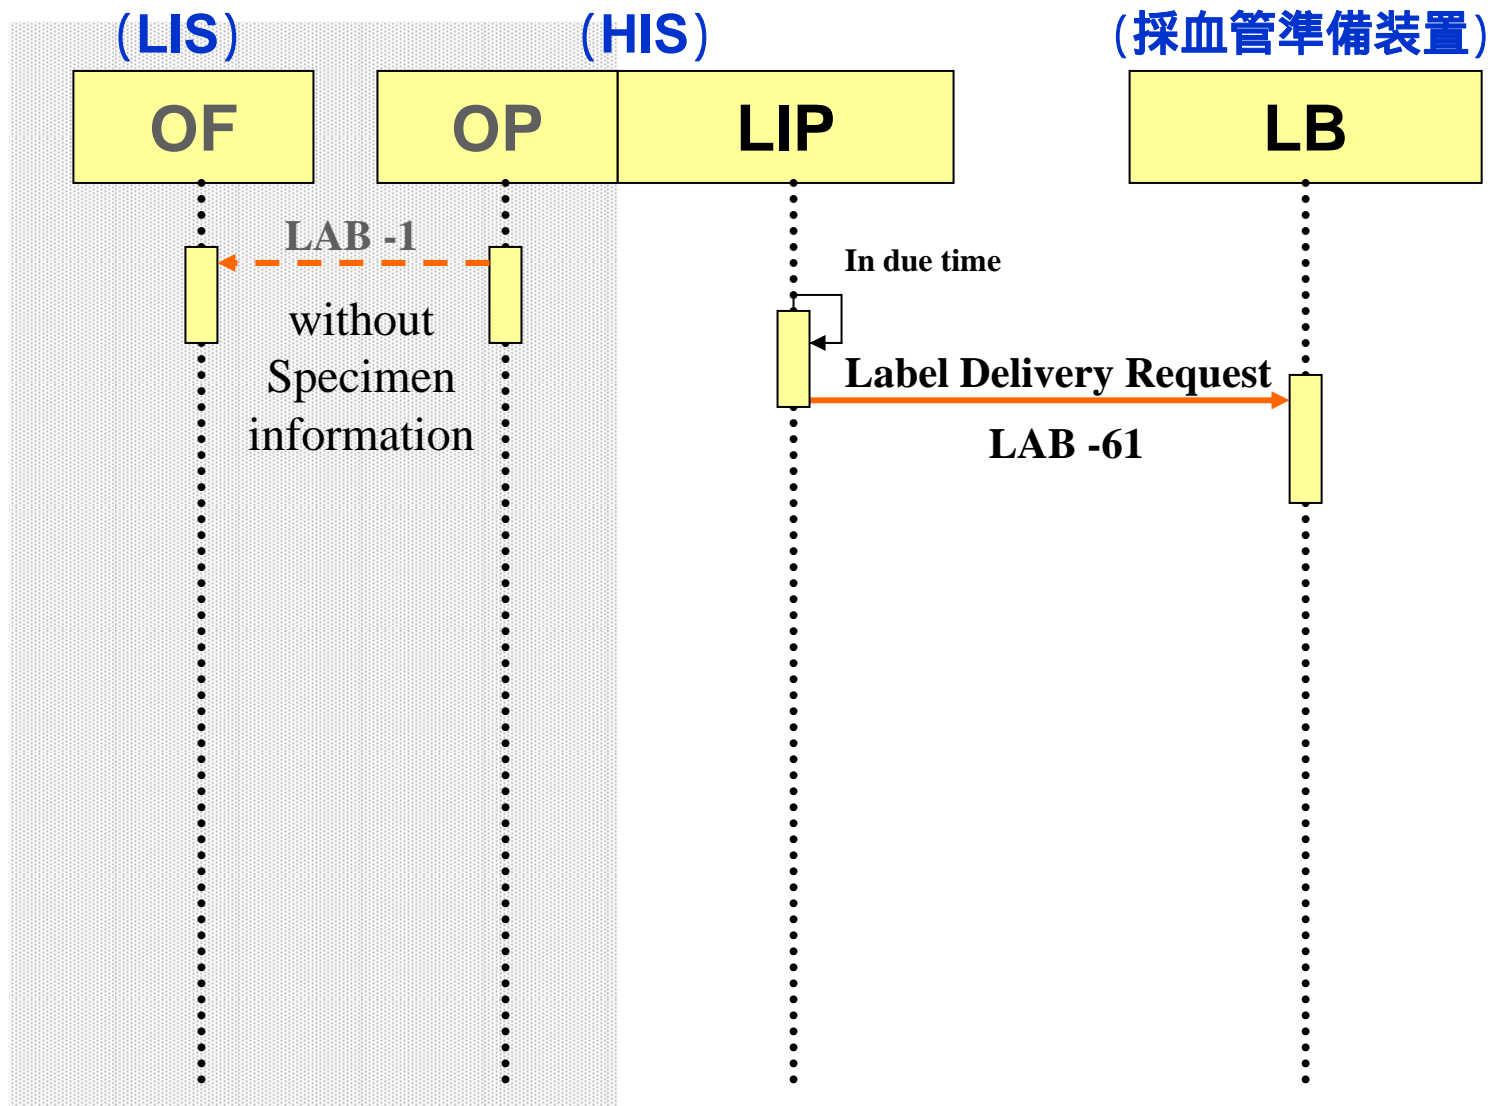 （LIS）
（HIS）
（採血管準備装置）
OF
OP
LIP
LB
LAB -1
without
Specimen
information
In due time
Label Delivery Request
LAB -61